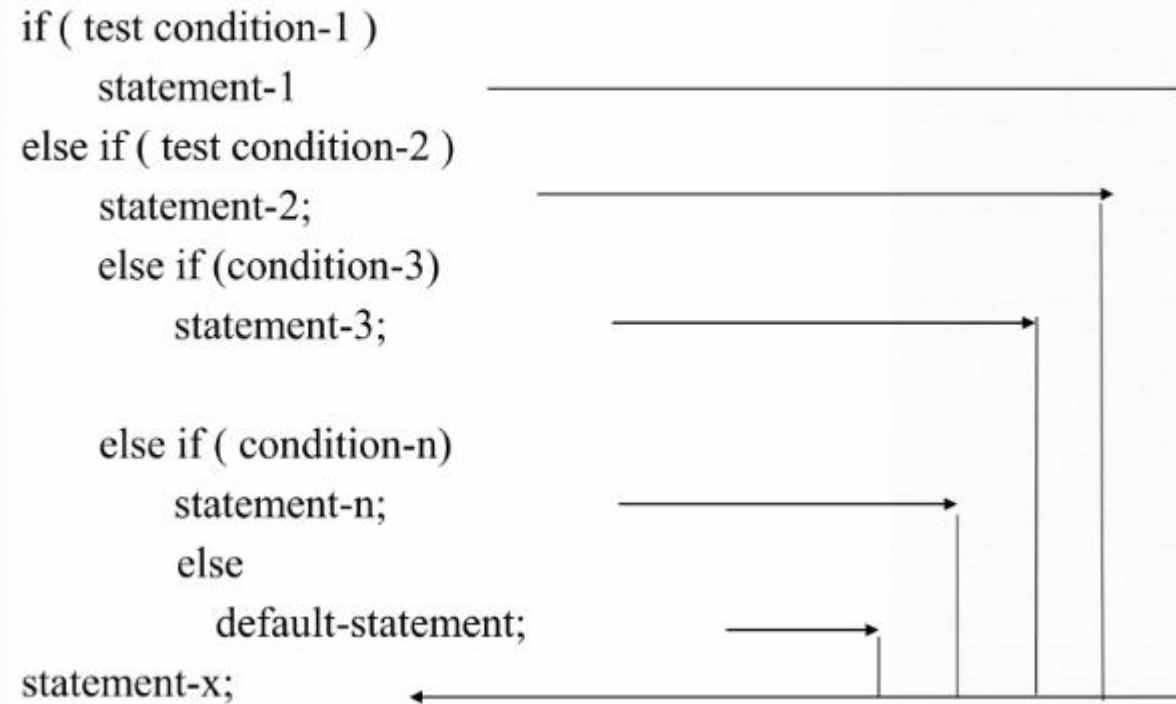 if ( test condition-1 )
statement-1
else if ( test condition-2 )
statement-2;
else if (condition-3)
statement-3;
else if ( condition-n)
statement-n;
else
default-statement;
statement-x;